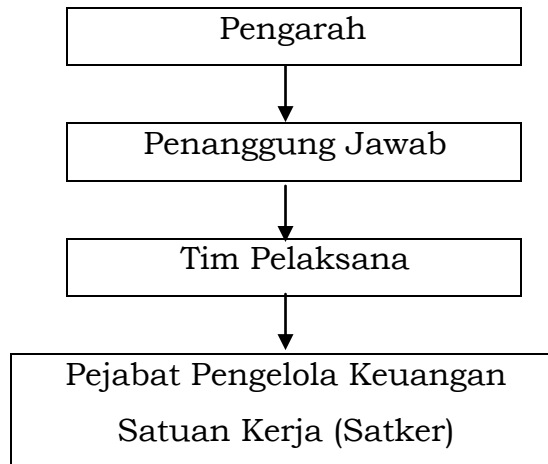 Pengarah
Penanggung Jawab
Tim Pelaksana
Pejabat Pengelola Keuangan
Satuan Kerja (Satker)